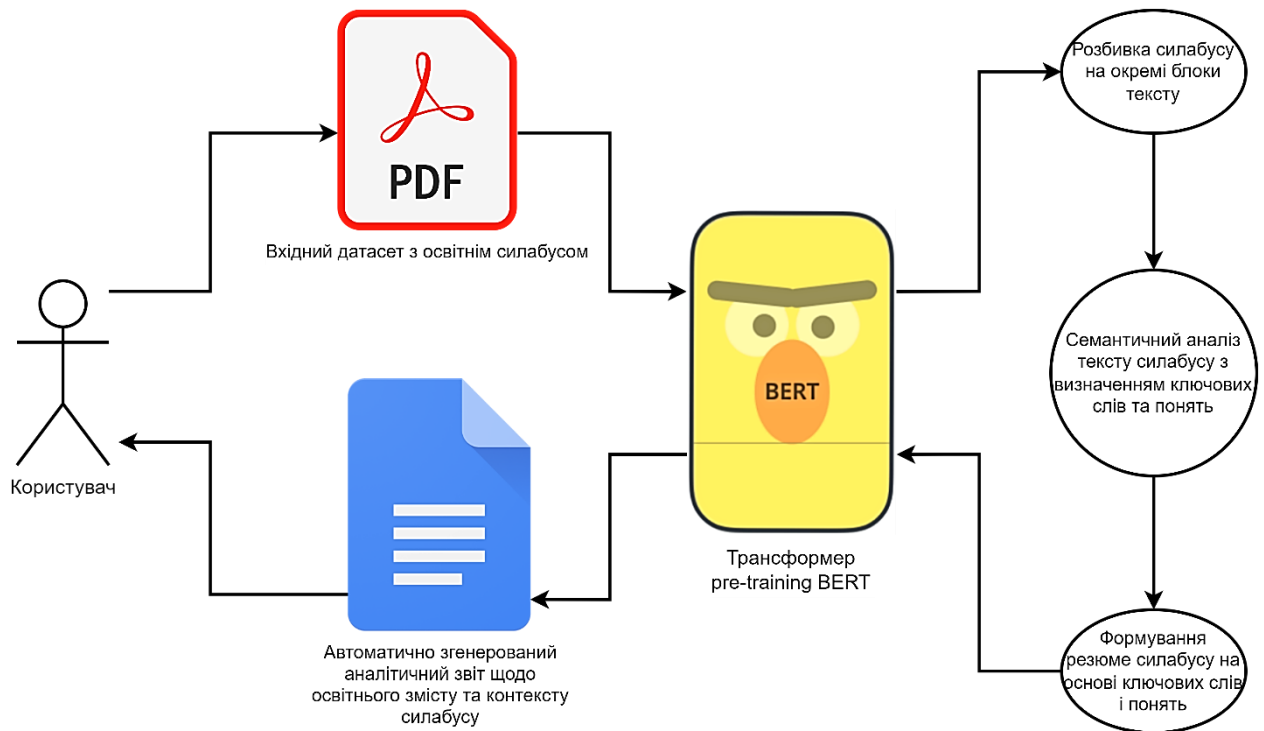 PDF
Вхідний датасет з освітнім силабусом
Користувач
BERT
Трансформер
pre-training BERT
Розбивка силабусу
на окремі блоки
тексту
Семантичний аналіз
тексту силабусу з
визначенням ключових
слів та понять
Формування
резюме силабусу на
основі ключових слів
і понять
Автоматично згенерований
аналітичний звіт щодо
освітнього змісту та контексту
силабусу